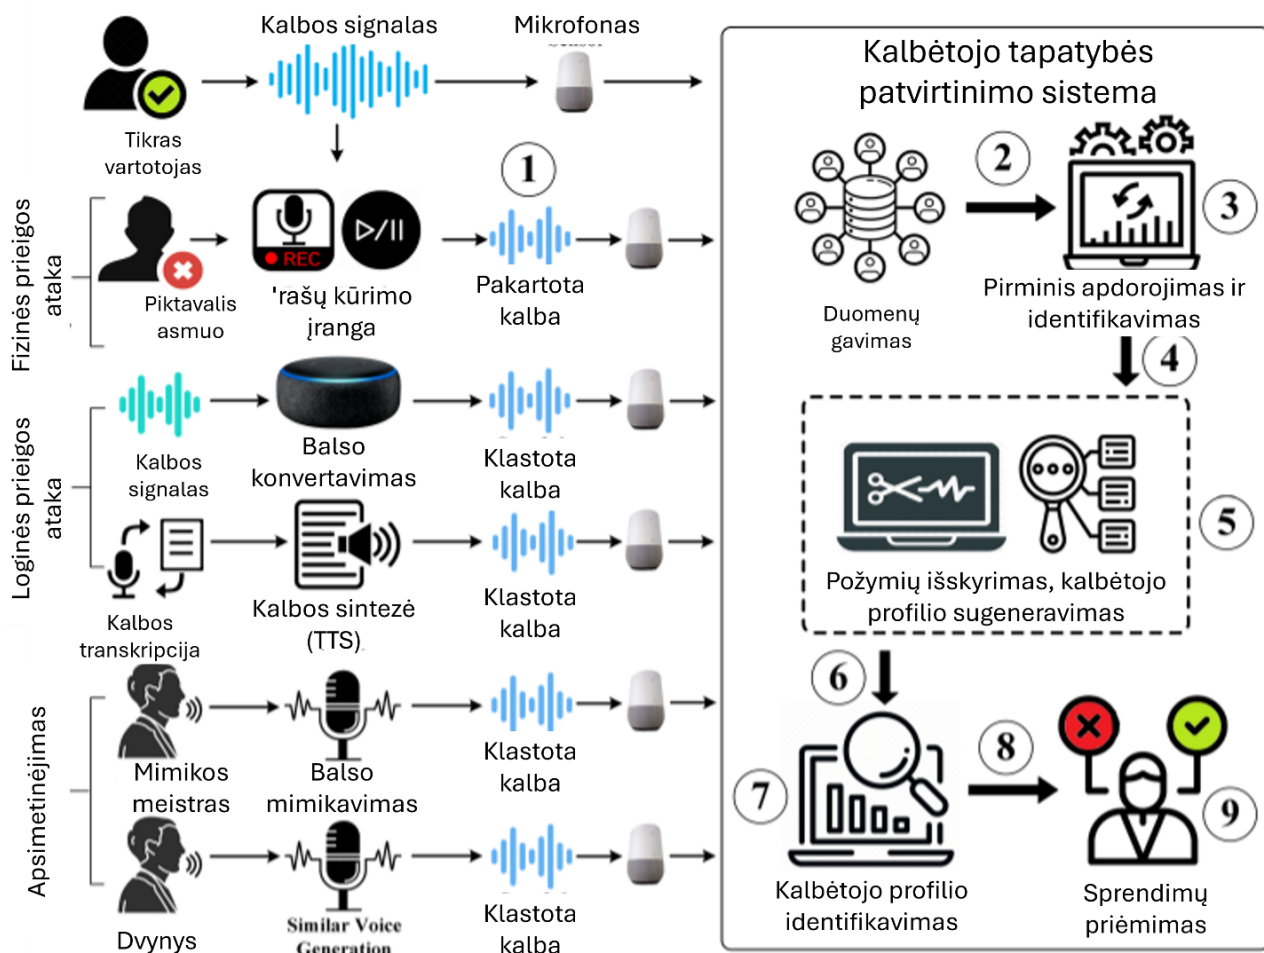 Kalbos signalas
Mikrofonas
Tikras
vartotojas
1
Fizinės prieigos
ataka
Piktavalis
asmuo
REC
'rašų kūrimo
įranga
Pakartota
kalba
Loginės prieigos
ataka
Kalbos
signalas
Balso
konvertavimas
Klastota
kalba
Kalbos
transkripcija
Kalbos sintezė
(TTS)
Klastota
kalba
Apsimetinėjimas
Mimikos
meistras
Balso
mimikavimas
Klastota
kalba
Dvynys
Similar Voice
Generation
Klastota
kalba
Kalbėtojo tapatybės
patvirtinimo sistema
Duomenų
gavimas
2
3
Pirminis apdorojimas ir
identifikavimas
4
5
Požymių išskyrimas, kalbėtojo
profilio sugeneravimas
6
7
Kalbėtojo profilio
identifikavimas
8
9
Sprendimų
priėmimas